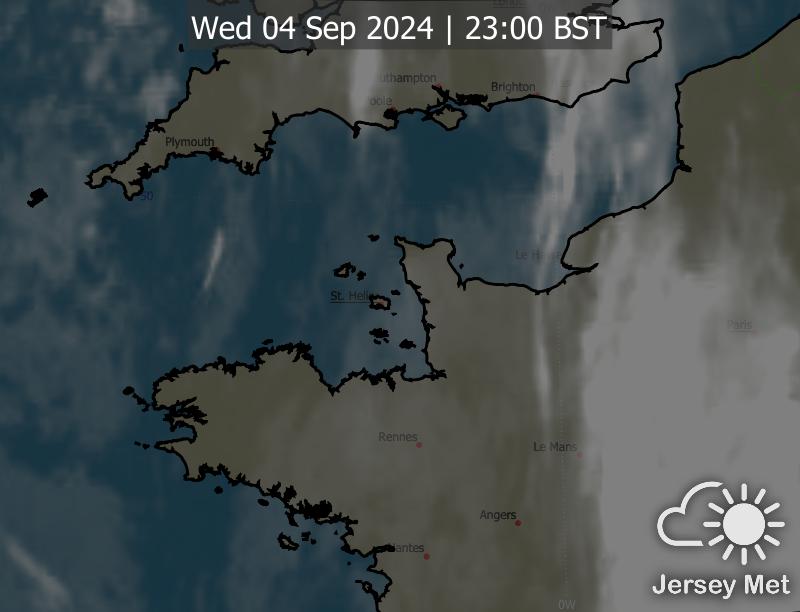 Wed 04 Sep 2024 | 23:00 BST
uthampton
Brighton
oole
Plymouth
50
Le Ha
St. Heli
Paris
Rennes
Le Mans
Angers
antes
0W
Jersey Met